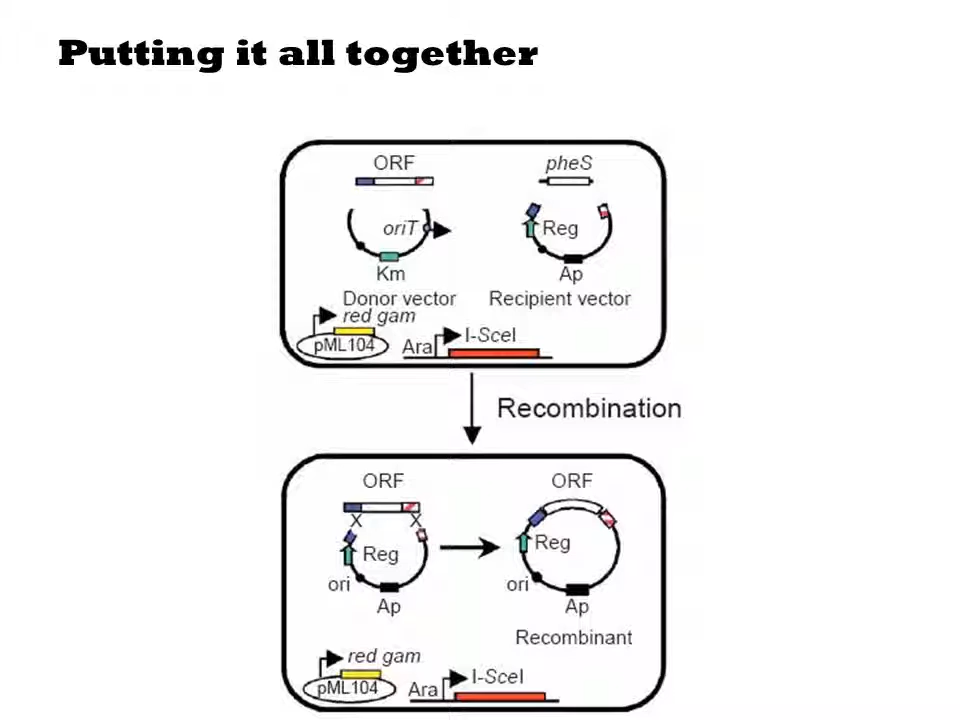 Putting it all together
ORF
pheS
oriT
Reg
Km
Ap
Donor vector
Recipient vector
red gam
pML104
Ara
I-SceI
Recombination
ORF
ORF
X
X
Reg
Reg
ori
ori
Ap
Ap
Recombinant
red gam
pML104
Ara
I-SceI